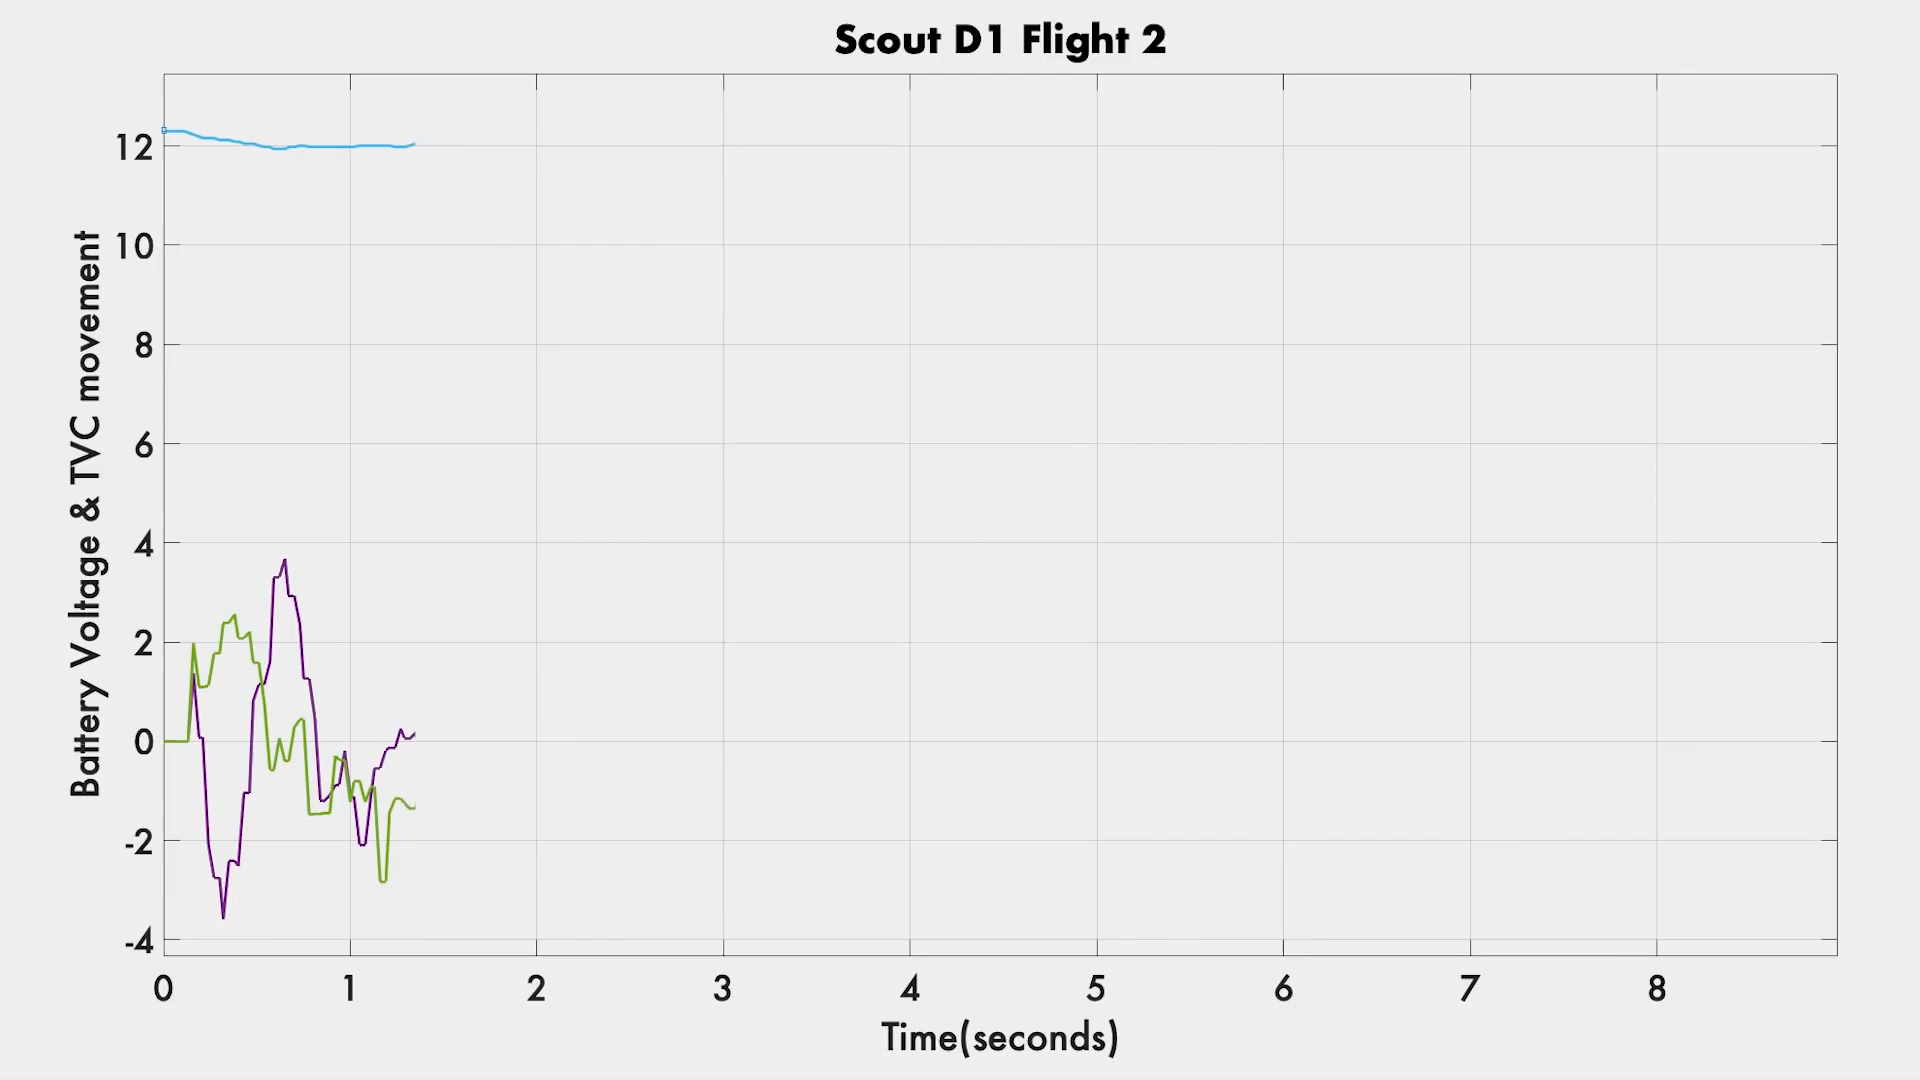 Scout D1 Flight 2
Battery Voltage & TVC movement
12
10
8
6
4
2
0
-2
-4
0 1 2 3 4 5 6 7 8
Time(seconds)